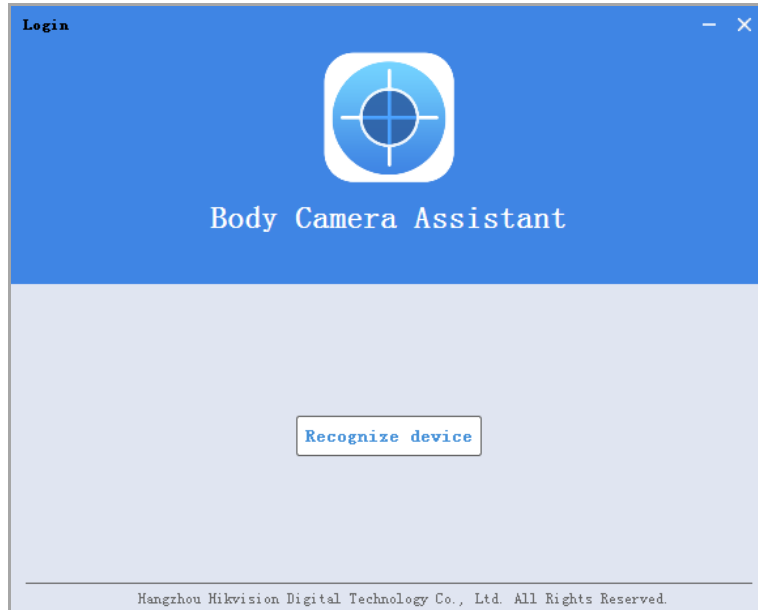 Login
Body Camera Assistant
Recognize device
Hangzhou Hikvision Digital Technology Co., Ltd. All Rights Reserved.